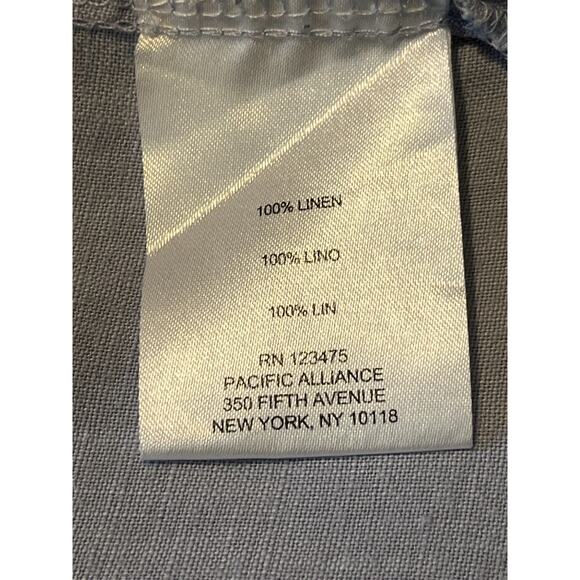 100% LINEN
100% LINO
100% LIN
RN 123475
PACIFIC ALLIANCE
350 FIFTH AVENUE
NEW YORK, NY 10118